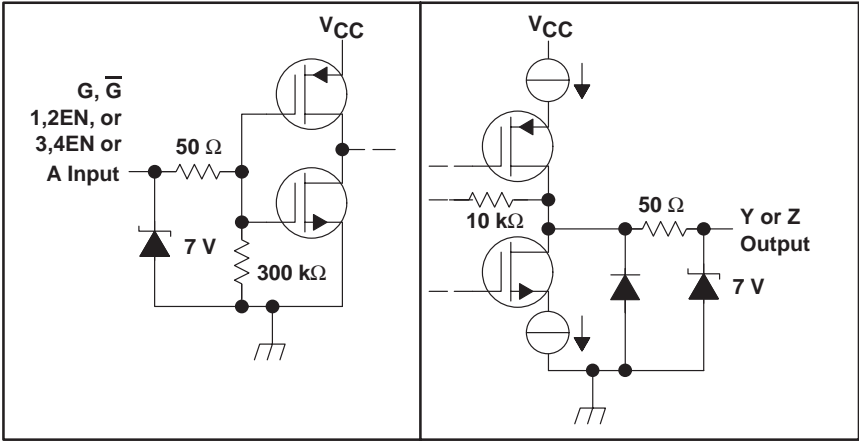 VCC
G, G̅
1,2EN, or
3,4EN or
A Input
50 Ω
7 V
300 kΩ
VCC
10 kΩ
50 Ω
Y or Z
Output
7 V